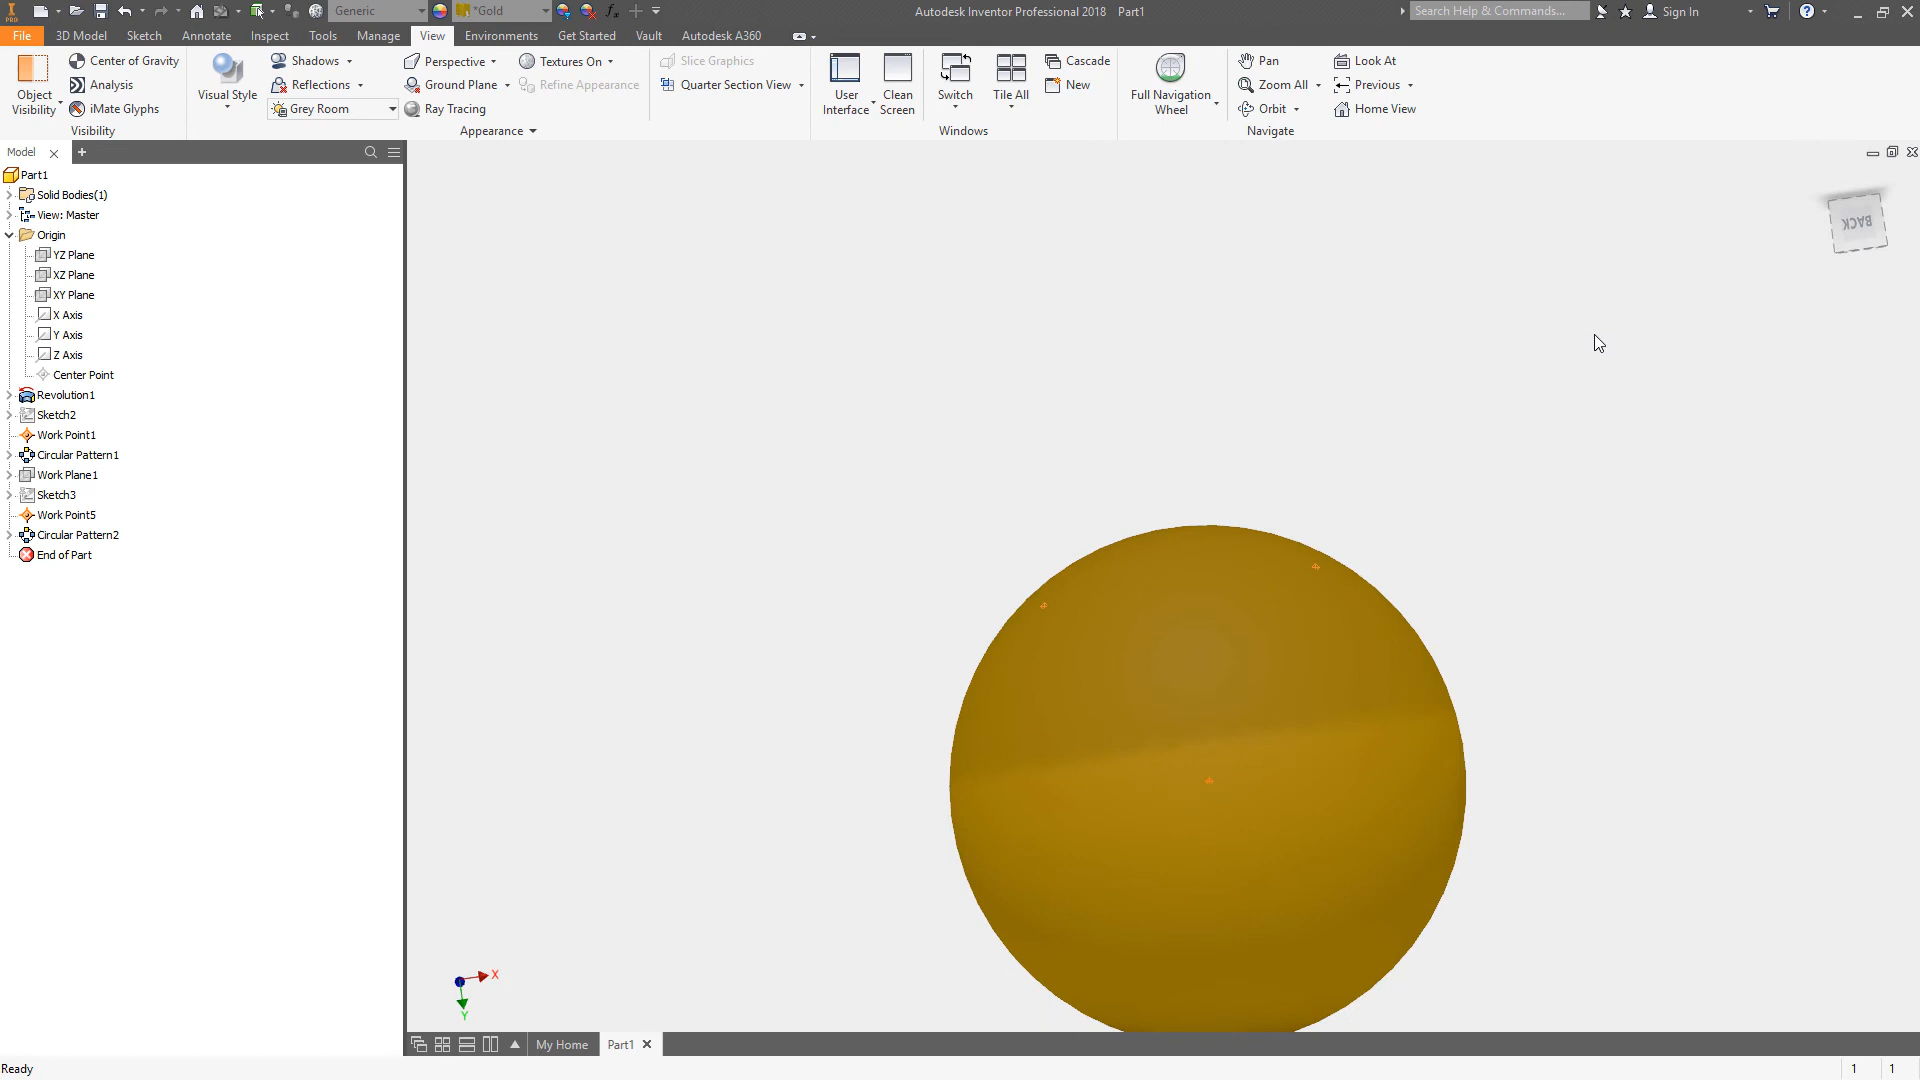 PRO
Generic
*Gold
fx
Autodesk Inventor Professional 2018 Part1
Search Help & Commands...
Sign In
File
3D Model
Sketch
Annotate
Inspect
Tools
Manage
View
Environments
Get Started
Vault
Autodesk A360
Object
Visibility
Center of Gravity
Analysis
iMate Glyphs
Visibility
Visual Style
Shadows
Reflections
Grey Room
Perspective
Ground Plane
Ray Tracing
Textures On
Refine Appearance
Appearance
Slice Graphics
Quarter Section View
User
Interface
Clean
Screen
Switch
Tile All
Cascade
New
Windows
Full Navigation
Wheel
Pan
Zoom All
Orbit
Look At
Previous
Home View
Navigate
Model
Part1
Solid Bodies(1)
View: Master
Origin
YZ Plane
XZ Plane
XY Plane
X Axis
Y Axis
Z Axis
Center Point
Revolution1
Sketch2
Work Point1
Circular Pattern1
Work Plane1
Sketch3
Work Point5
Circular Pattern2
End of Part
BACK
X
Y
My Home
Part1
Ready
1
1